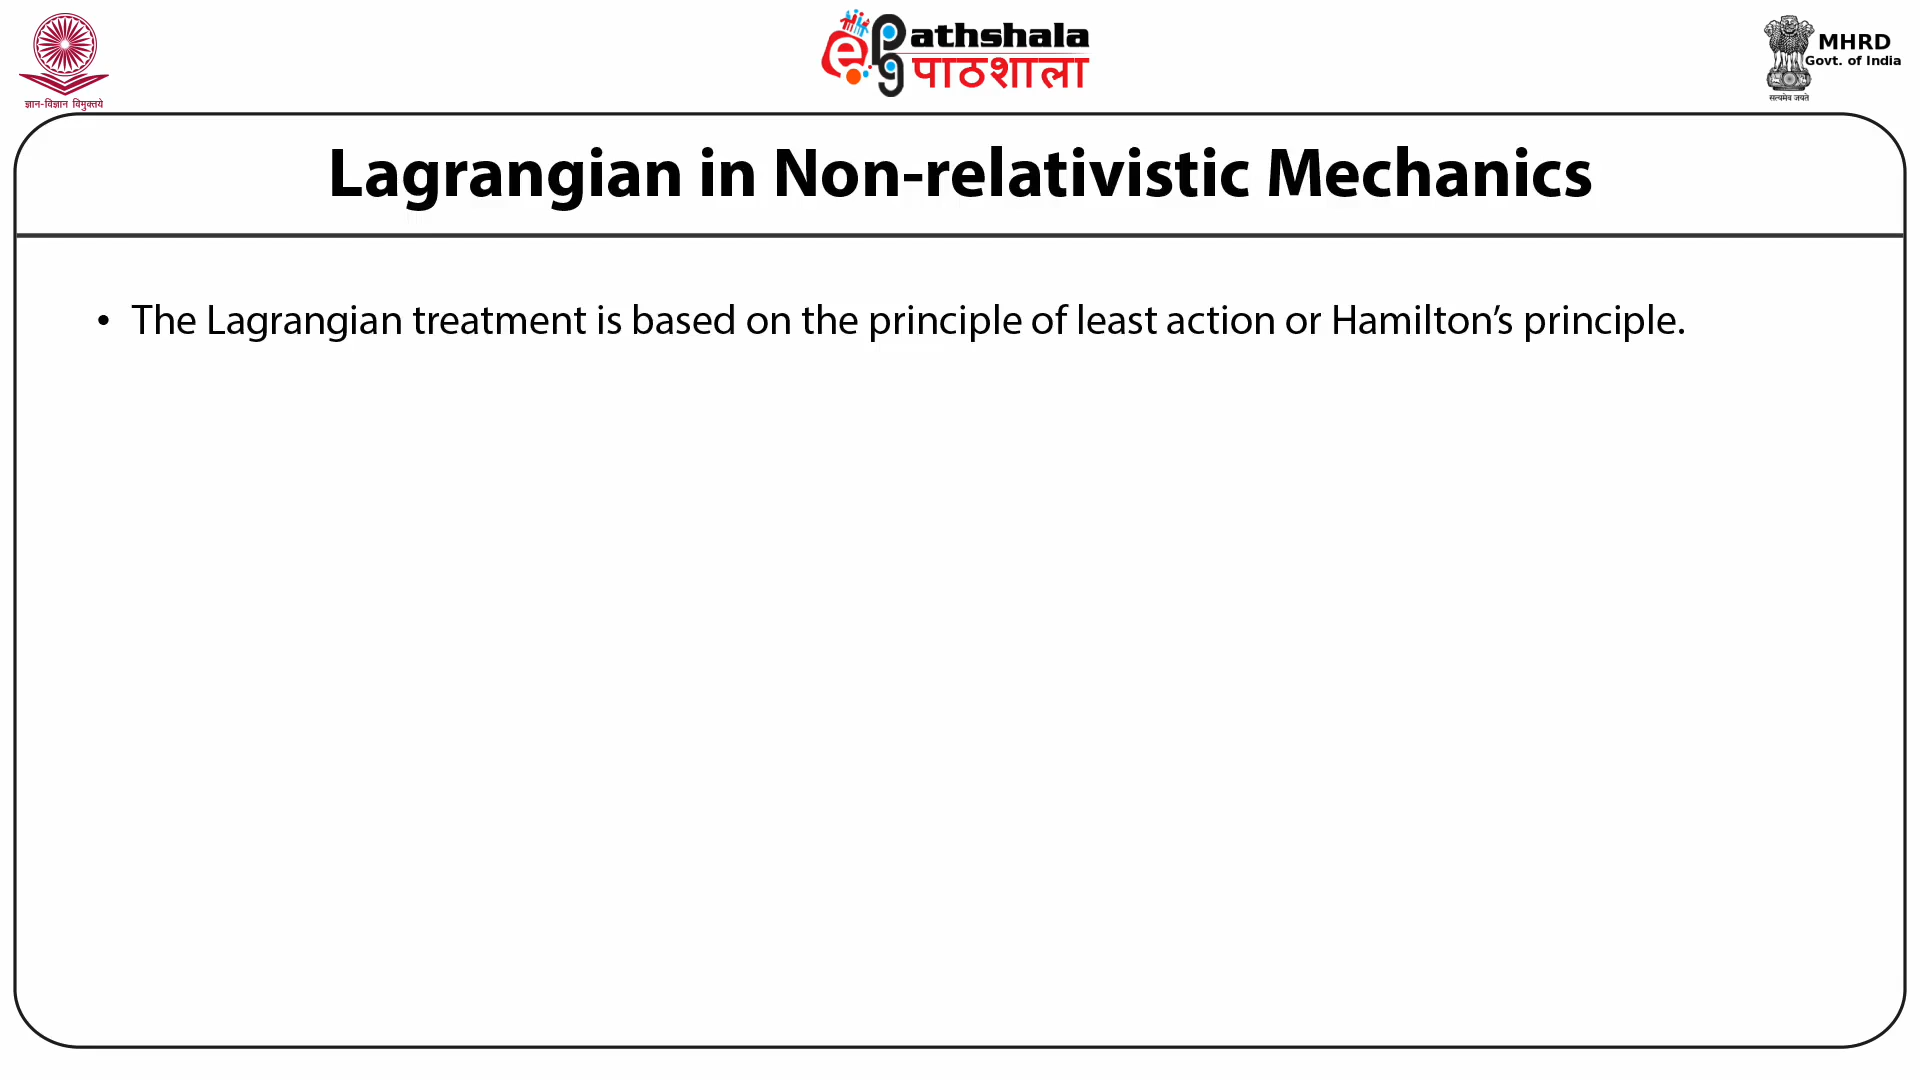 ज्ञान-विज्ञान विमुक्तये
ePG athshala
पाठशाला
MHRD
Govt. of India
सत्यमेव जयते
Lagrangian in Non-relativistic Mechanics
• The Lagrangian treatment is based on the principle of least action or Hamilton’s principle.